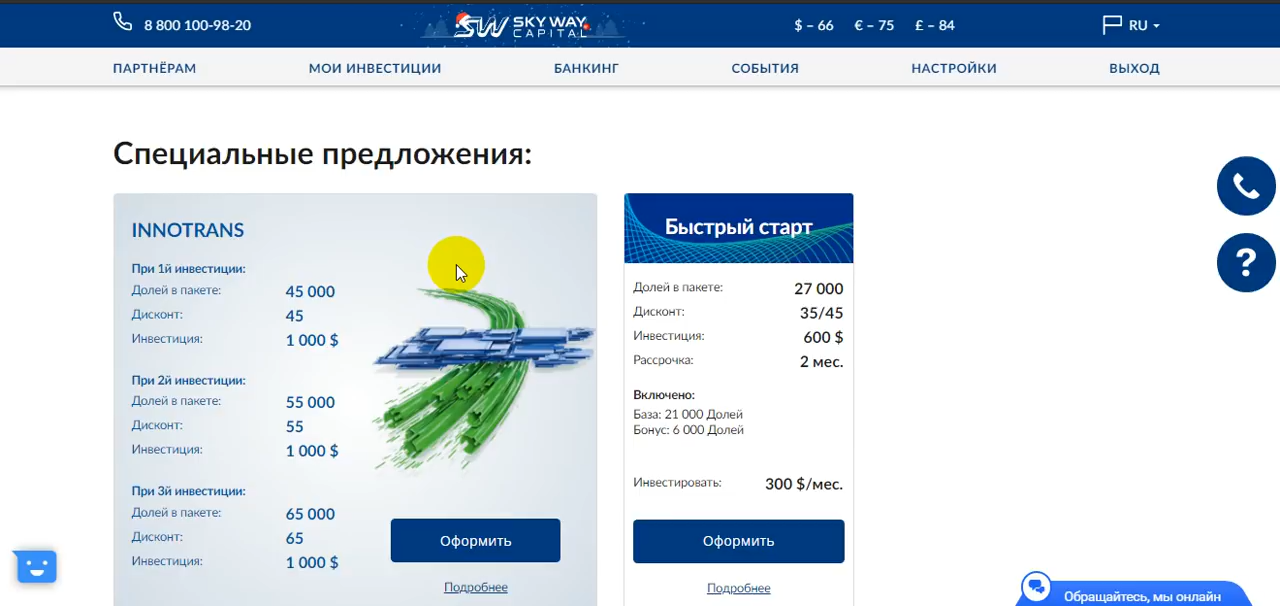 8 800 100-98-20
SW SKY WAY CAPITAL
$ – 66 € – 75 £ – 84
RU
ПАРТНЁРАМ МОИ ИНВЕСТИЦИИ БАНКИНГ СОБЫТИЯ НАСТРОЙКИ ВЫХОД
Специальные предложения:
INNOTRANS
При 1й инвестиции:
Долей в пакете: 45 000
Дисконт: 45
Инвестиция: 1 000 $
При 2й инвестиции:
Долей в пакете: 55 000
Дисконт: 55
Инвестиция: 1 000 $
При 3й инвестиции:
Долей в пакете: 65 000
Дисконт: 65
Инвестиция: 1 000 $
Оформить
Подробнее
Быстрый старт
Долей в пакете: 27 000
Дисконт: 35/45
Инвестиция: 600 $
Рассрочка: 2 мес.
Включено:
База: 21 000 Долей
Бонус: 6 000 Долей
Инвестировать: 300 $/мес.
Оформить
Подробнее
?
Обращайтесь, мы онлайн